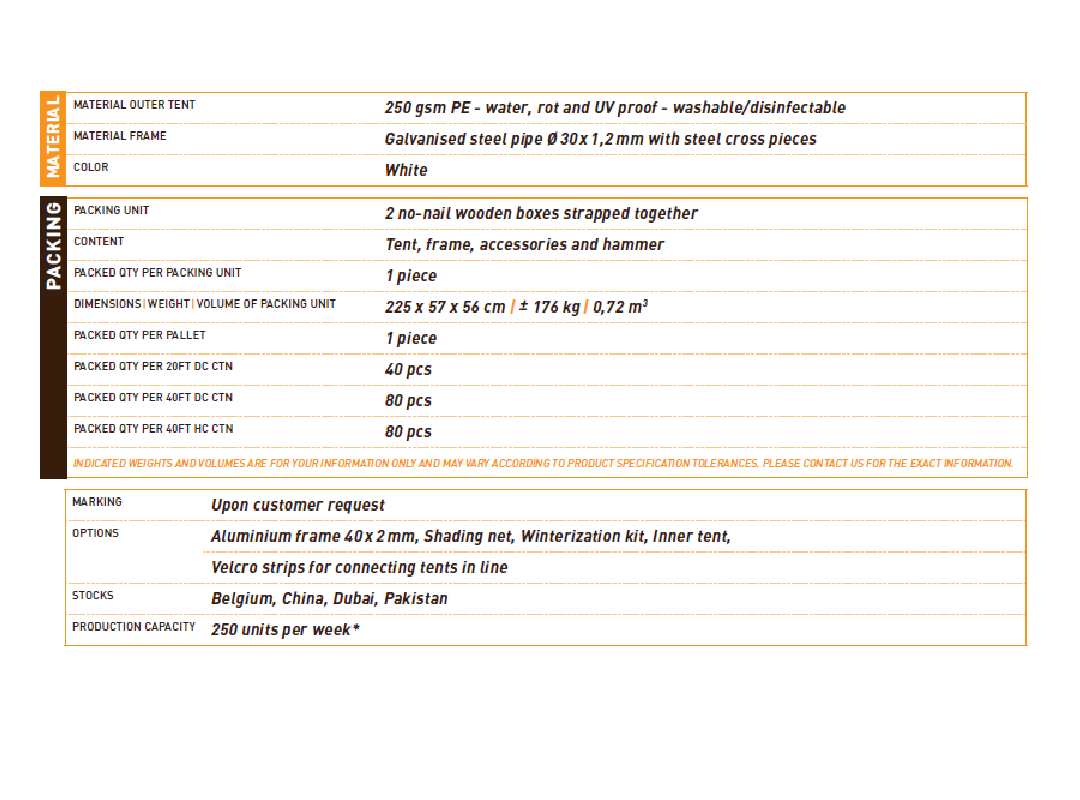 MATERIAL
MATERIAL OUTER TENT 250 gsm PE - water, rot and UV proof - washable/disinfectable
MATERIAL FRAME Galvanised steel pipe Ø 30 x 1,2 mm with steel cross pieces
COLOR White
PACKING
PACKING UNIT 2 no-nail wooden boxes strapped together
CONTENT Tent, frame, accessories and hammer
PACKED QTY PER PACKING UNIT 1 piece
DIMENSIONS | WEIGHT | VOLUME OF PACKING UNIT 225 x 57 x 56 cm | ± 176 kg | 0,72 m³
PACKED QTY PER PALLET 1 piece
PACKED QTY PER 20FT DC CTN 40 pcs
PACKED QTY PER 40FT DC CTN 80 pcs
PACKED QTY PER 40FT HC CTN 80 pcs
INDICATED WEIGHTS AND VOLUMES ARE FOR YOUR INFORMATION ONLY AND MAY VARY ACCORDING TO PRODUCT SPECIFICATION TOLERANCES. PLEASE CONTACT US FOR THE EXACT INFORMATION.
MARKING Upon customer request
OPTIONS Aluminium frame 40 x 2 mm, Shading net, Winterization kit, Inner tent,
Velcro strips for connecting tents in line
STOCKS Belgium, China, Dubai, Pakistan
PRODUCTION CAPACITY 250 units per week*